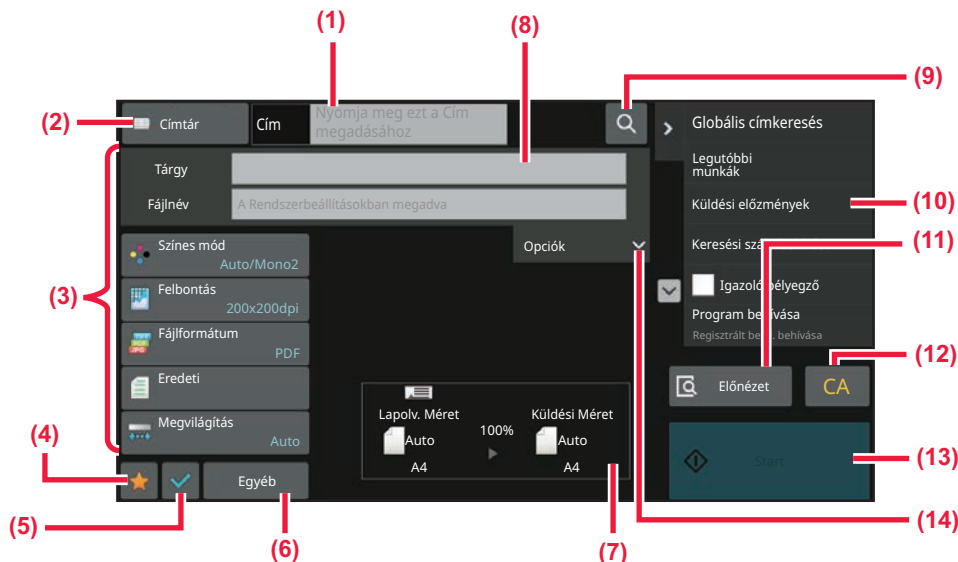 (1)
(8)
(9)
(2)
Címtár
Cím
Nyomja meg ezt a Cím
megadásához
Globális címkeresés
Tárgy
Legutóbbi
munkák
Fájlnév
A Rendszerbeállításokban megadva
Küldési előzmények
(10)
(11)
Opciók
Keresési
(3)
Színes mód
Auto/Mono2
Felbontás
200x200dpi
Igazoló bélyegző
Fájlformátum
PDF
Program behívása
Regisztrált behívása
(12)
Eredeti
Előnézet
CA
Megvilágítás
Auto
Lapolv. Méret
Küldési Méret
100%
Auto
Auto
A4
A4
(4)
Start
(13)
Egyéb
(5)
(6)
(7)
(14)